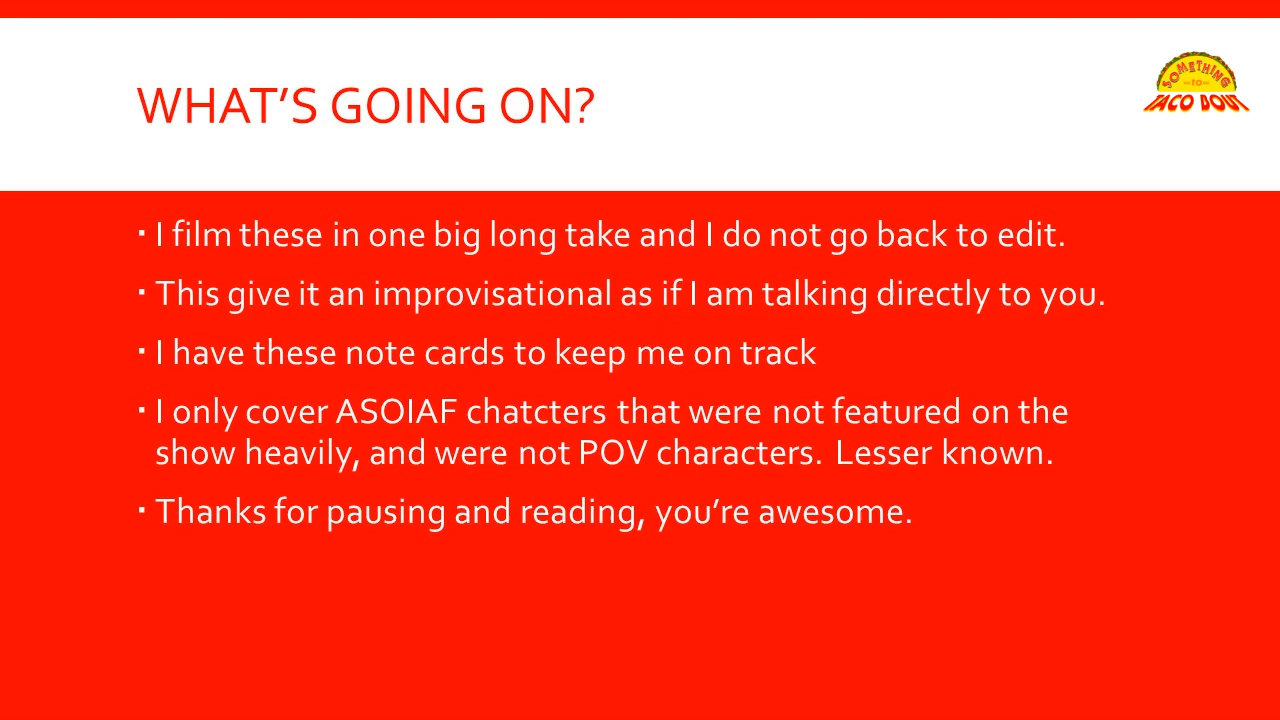 WHAT’S GOING ON?
SOMETHING
TO
TACO BOUT
▪ I film these in one big long take and I do not go back to edit.
▪ This give it an improvisational as if I am talking directly to you.
▪ I have these note cards to keep me on track
▪ I only cover ASOIAF chatcters that were not featured on the
show heavily, and were not POV characters. Lesser known.
▪ Thanks for pausing and reading, you’re awesome.